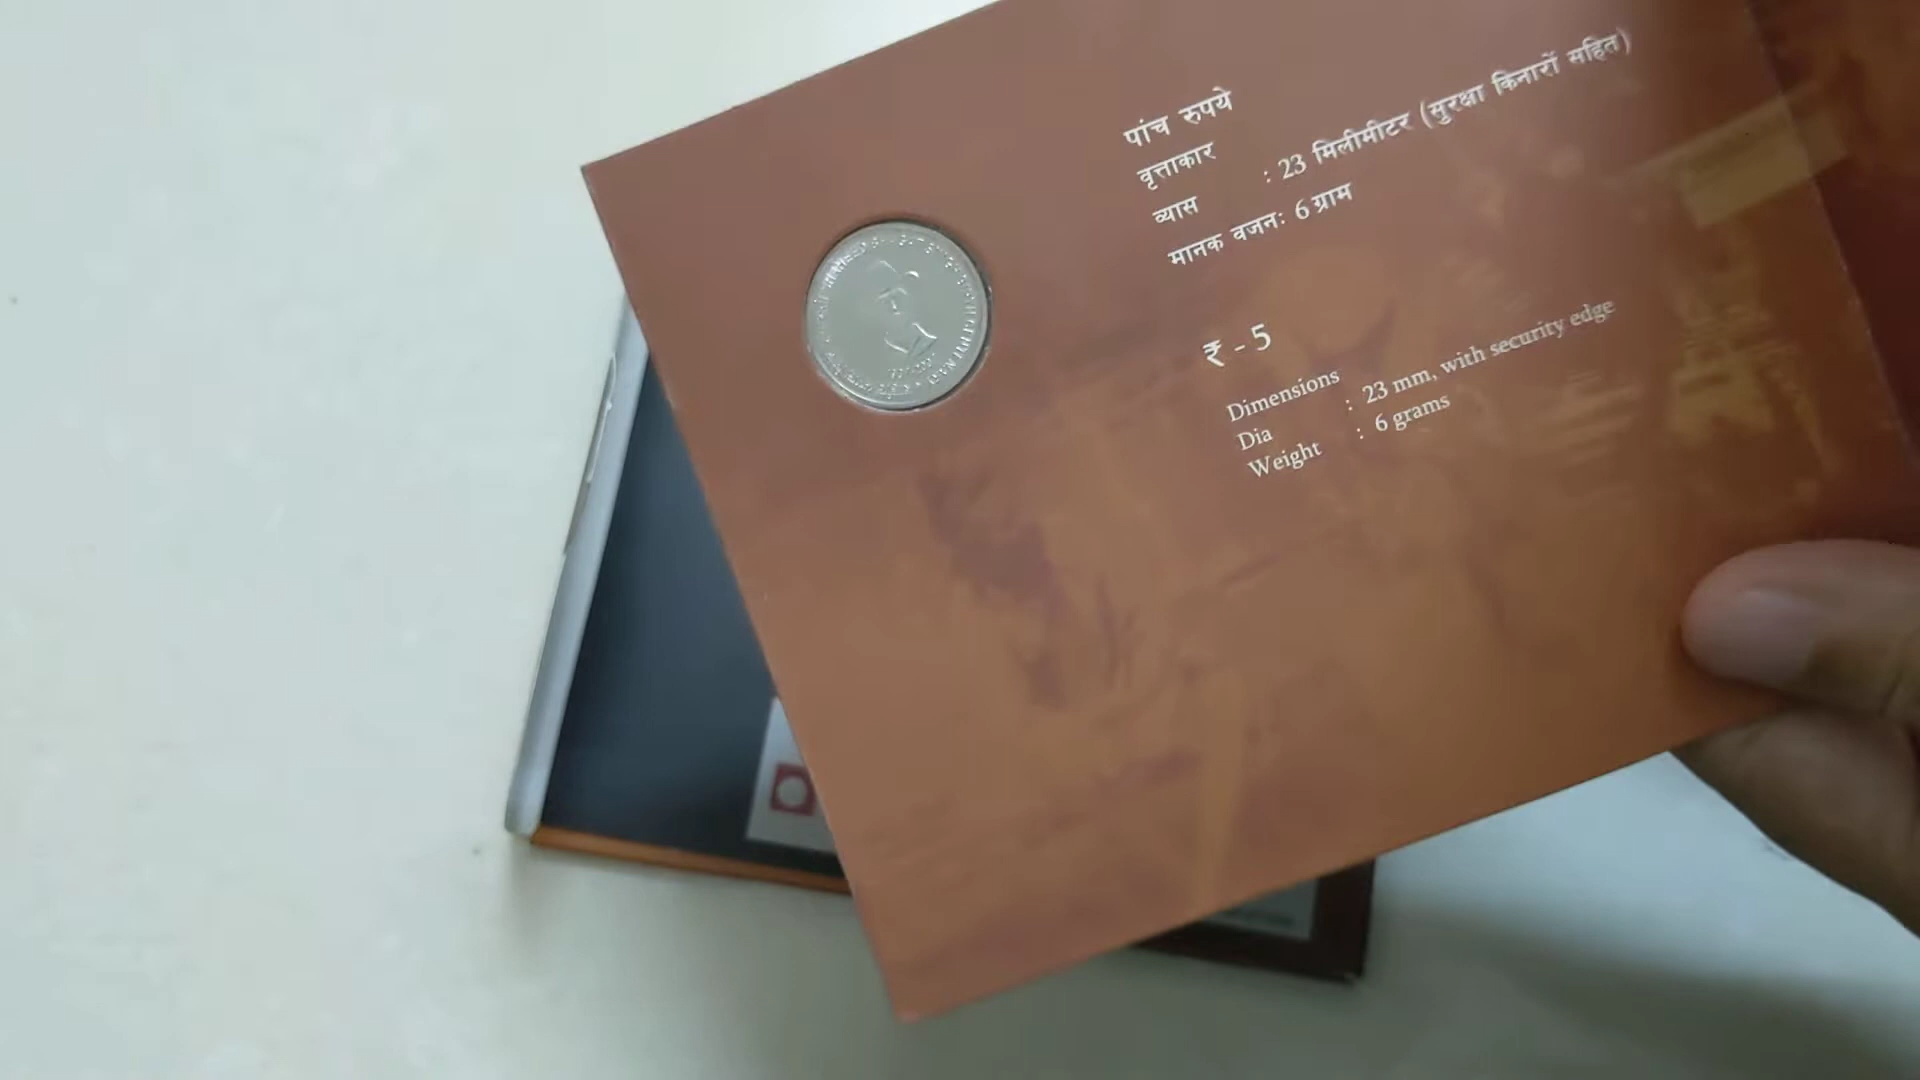 पांच रुपये
वृत्ताकार
व्यास : 23 मिलीमीटर (सुरक्षा किनारों सहित)
मानक वजन: 6 ग्राम
₹ - 5
Dimensions
Dia : 23 mm, with security edge
Weight : 6 grams